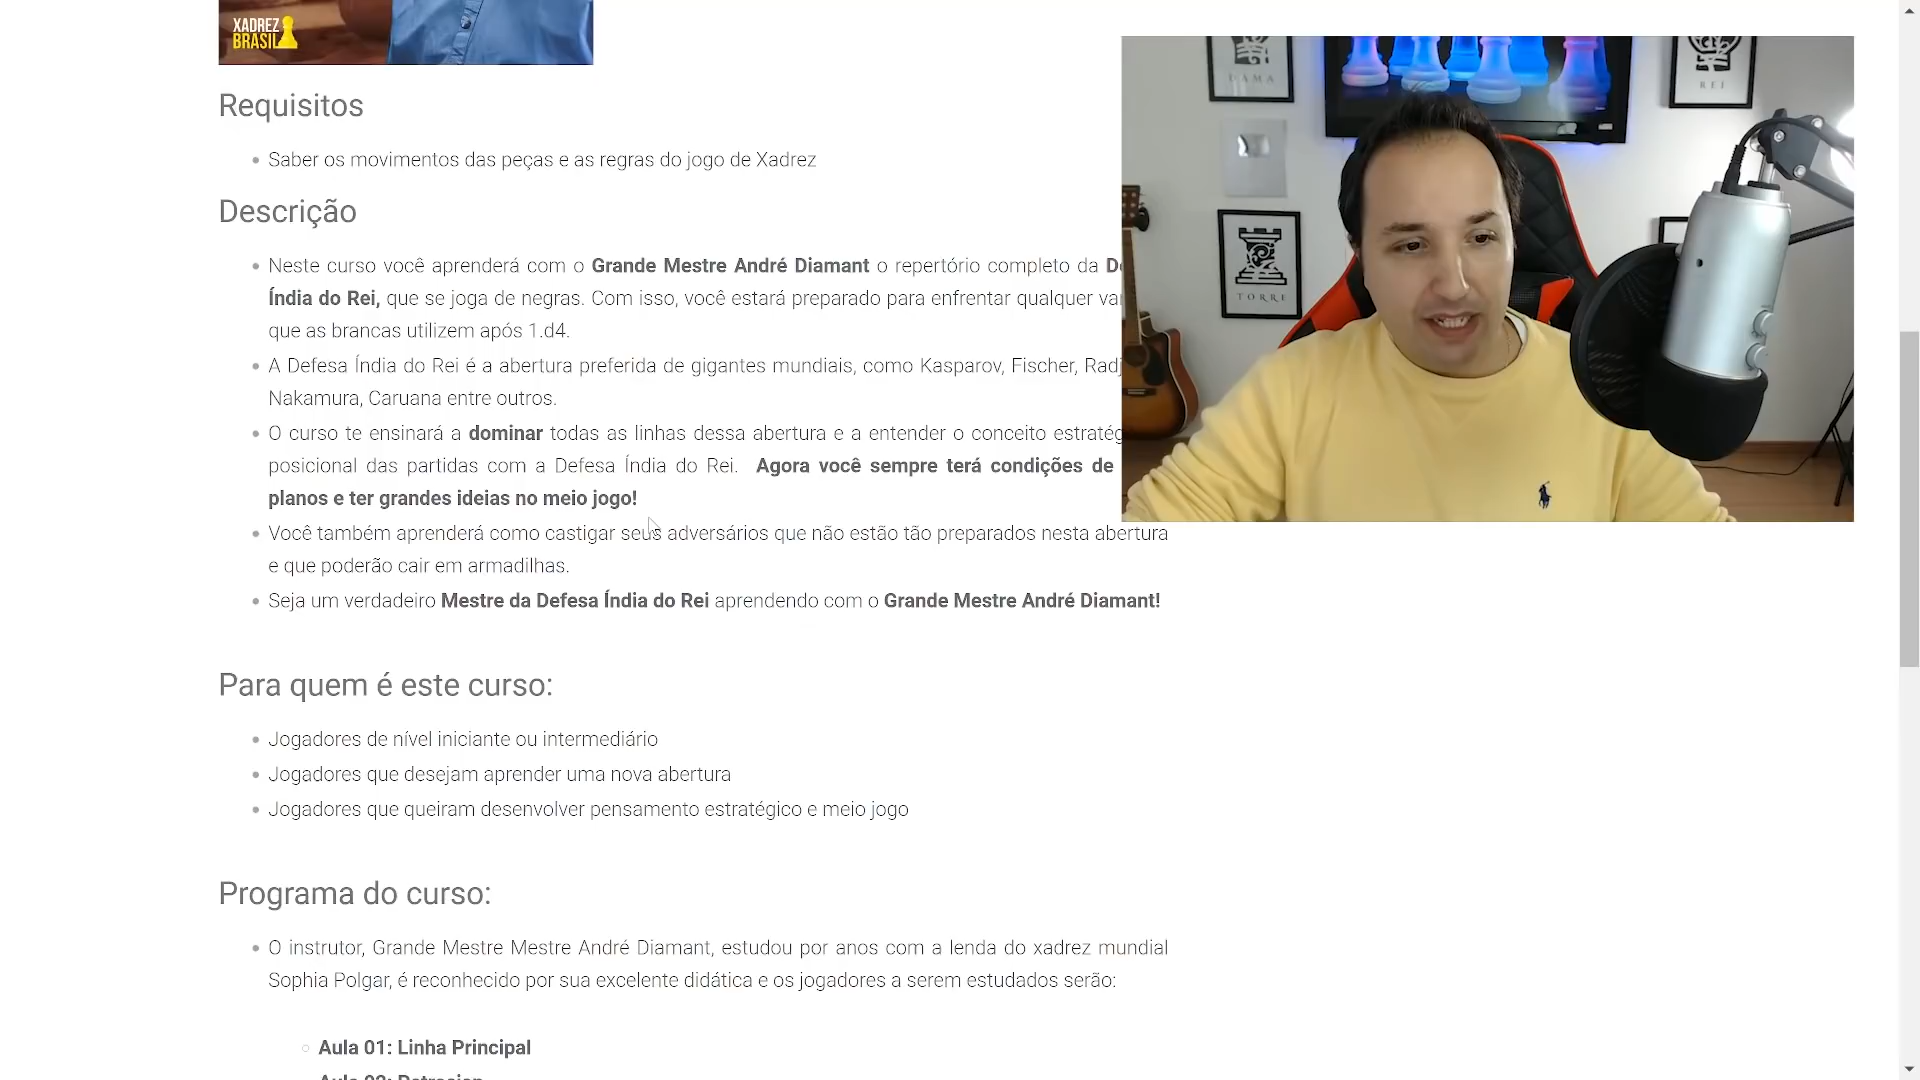 XADREZ
BRASIL
Requisitos
Saber os movimentos das peças e as regras do jogo de Xadrez
Descrição
Neste curso você aprenderá com o Grande Mestre André Diamant o repertório completo da
Índia do Rei, que se joga de negras. Com isso, você estará preparado para enfrentar qualquer
que as brancas utilizem após 1.d4.
A Defesa Índia do Rei é a abertura preferida de gigantes mundiais, como Kasparov, Fischer,
Nakamura, Caruana entre outros.
O curso te ensinará a dominar todas as linhas dessa abertura e a entender o conceito
posicional das partidas com a Defesa Índia do Rei. Agora você sempre terá condições de
planos e ter grandes ideias no meio jogo!
Você também aprenderá como castigar seus adversários que não estão tão preparados nesta abertura
e que poderão cair em armadilhas.
Seja um verdadeiro Mestre da Defesa Índia do Rei aprendendo com o Grande Mestre André Diamant!
Para quem é este curso:
Jogadores de nível iniciante ou intermediário
Jogadores que desejam aprender uma nova abertura
Jogadores que queiram desenvolver pensamento estratégico e meio jogo
Programa do curso:
O instrutor, Grande Mestre Mestre André Diamant, estudou por anos com a lenda do xadrez mundial
Sophia Polgar, é reconhecido por sua excelente didática e os jogadores a serem estudados serão:
Aula 01: Linha Principal
DAMA
REI
TORRE